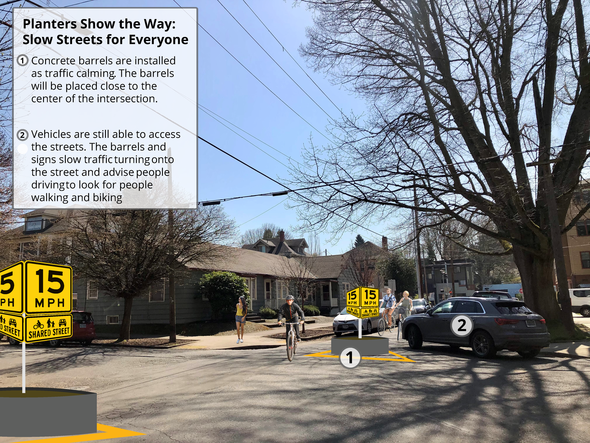 Planters Show the Way:
Slow Streets for Everyone
1 Concrete barrels are installed
as traffic calming. The barrels
will be placed close to the
center of the intersection.
2 Vehicles are still able to access
the streets. The barrels and
signs slow traffic turning onto
the street and advise people
driving to look for people
walking and biking
5 15
PH MPH
D STREET SHARED STREET
15 15
MPH MPH
1
2